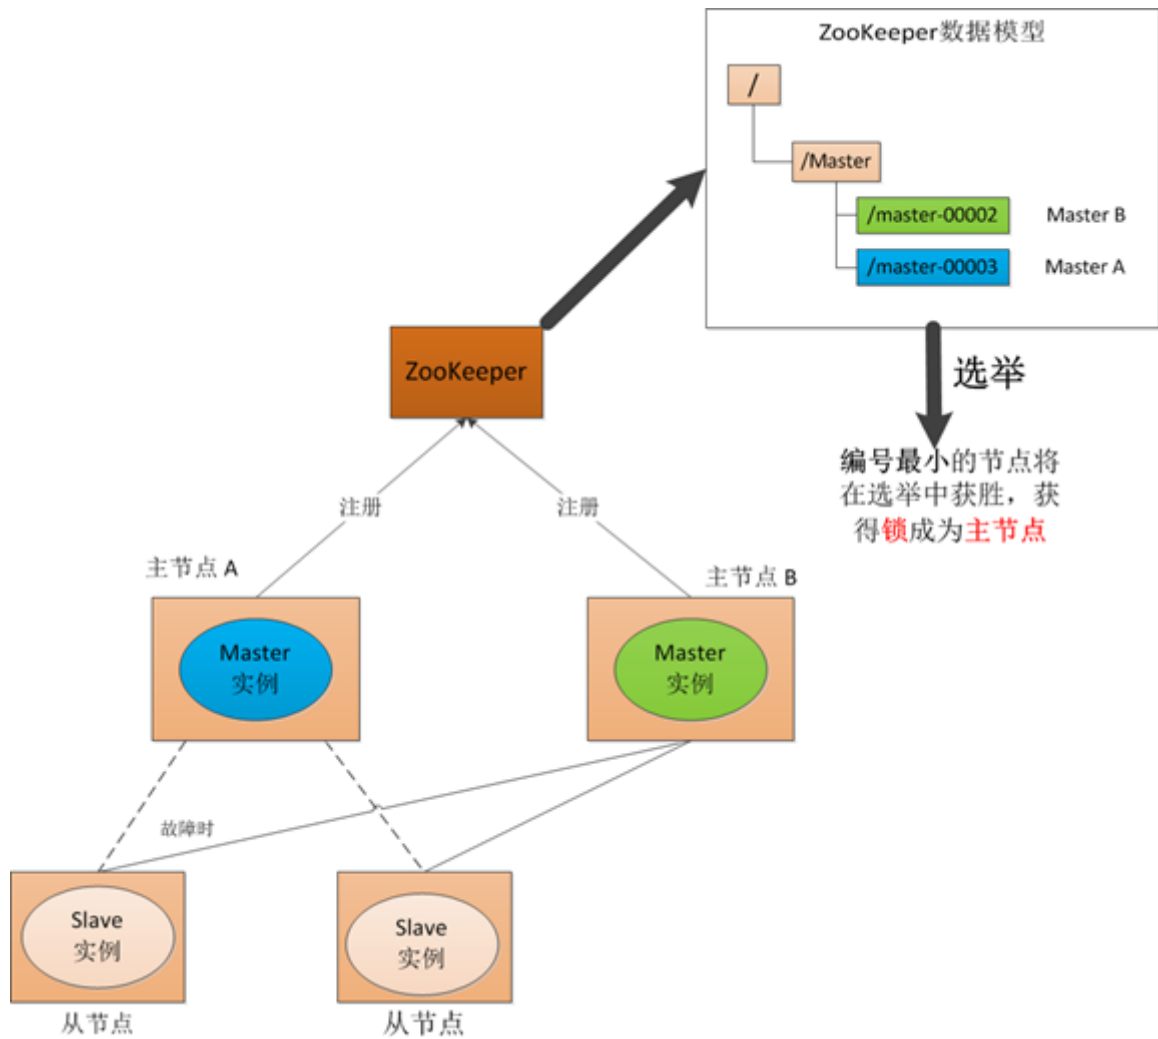 ZooKeeper数据模型
/
/Master
/master-00002 Master B
/master-00003 Master A
ZooKeeper
选举
编号最小的节点将
在选举中获胜，获
得锁成为主节点
注册 注册
主节点 A 主节点 B
Master
实例
Master
实例
故障时
Slave
实例
Slave
实例
从节点 从节点